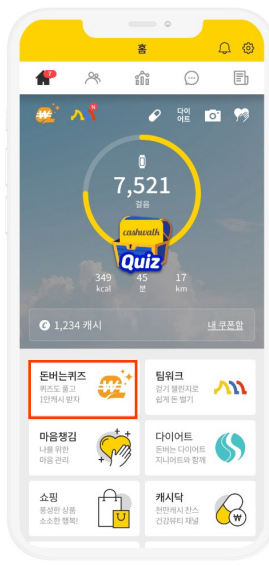 홈
7
N
다이
어트
7,521
걸음
cashwalk
Quiz
349 45 17
kcal 분 km
1,234 캐시 내 쿠폰함
돈버는퀴즈
퀴즈도 풀고
1만캐시 받자
팀워크
걷기 챌린지로
쉽게 돈 벌기
마음챙김
나를 위한
마음 관리
다이어트
돈버는 다이어트
지니어트와 함께
쇼핑
풍성한 상품
소소한 행복!
캐시닥
천만캐시 찬스
건강뷰티 채널